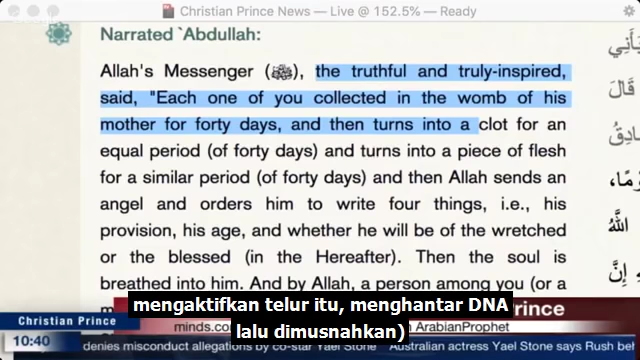 Christian Prince News — Live @ 152.5% — Ready
Narrated `Abdullah:
Allah's Messenger (ﷺ), the truthful and truly-inspired,
said, "Each one of you collected in the womb of his
mother for forty days, and then turns into a clot for an
equal period (of forty days) and turns into a piece of flesh
for a similar period (of forty days) and then Allah sends an
angel and orders him to write four things, i.e., his
provision, his age, and whether he will be of the wretched
or the blessed (in the Hereafter). Then the soul is
breathed into him. And by Allah, a person among you (or a
قَالَ
اللَّهُ
إِنَّ
mengaktifkan telur itu, menghantar DNA
lalu dimusnahkan)
rince
Christian Prince
minds.com
ArabianProphet
10:40
denies misconduct allegations by co-star Yael Stone * Australian actress Yael Stone says Rush beh